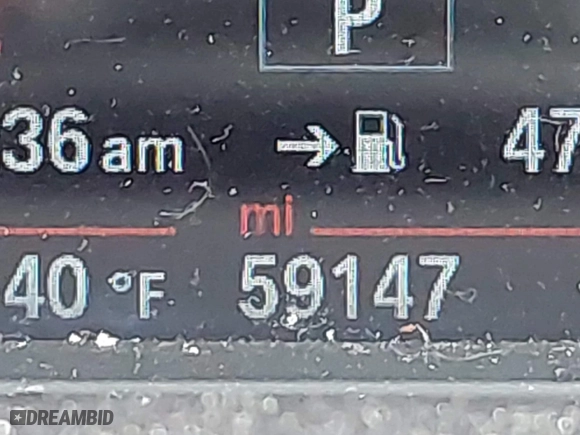 P
36 am → 47
mi
40 °F 59147
DREAMBID